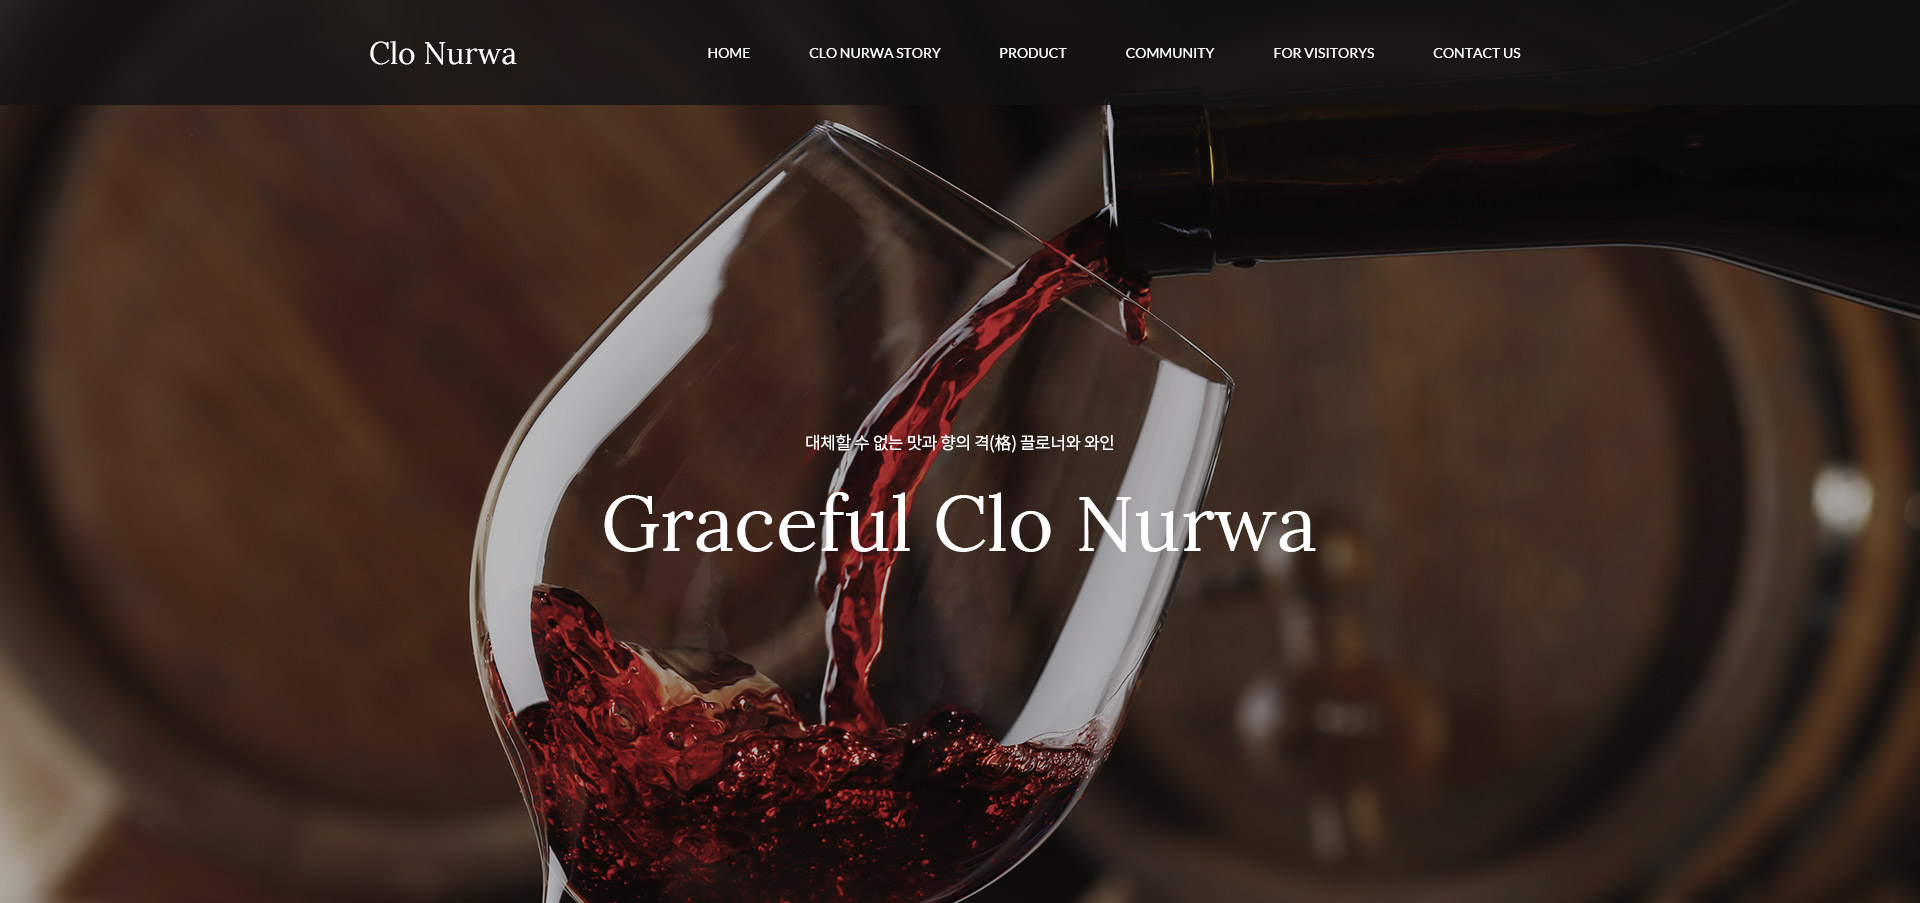 Clo Nurwa
HOME CLO NURWA STORY PRODUCT COMMUNITY FOR VISITORYS CONTACT US
대체할 수 없는 맛과 향의 격(格) 끌로너와 와인
Graceful Clo Nurwa